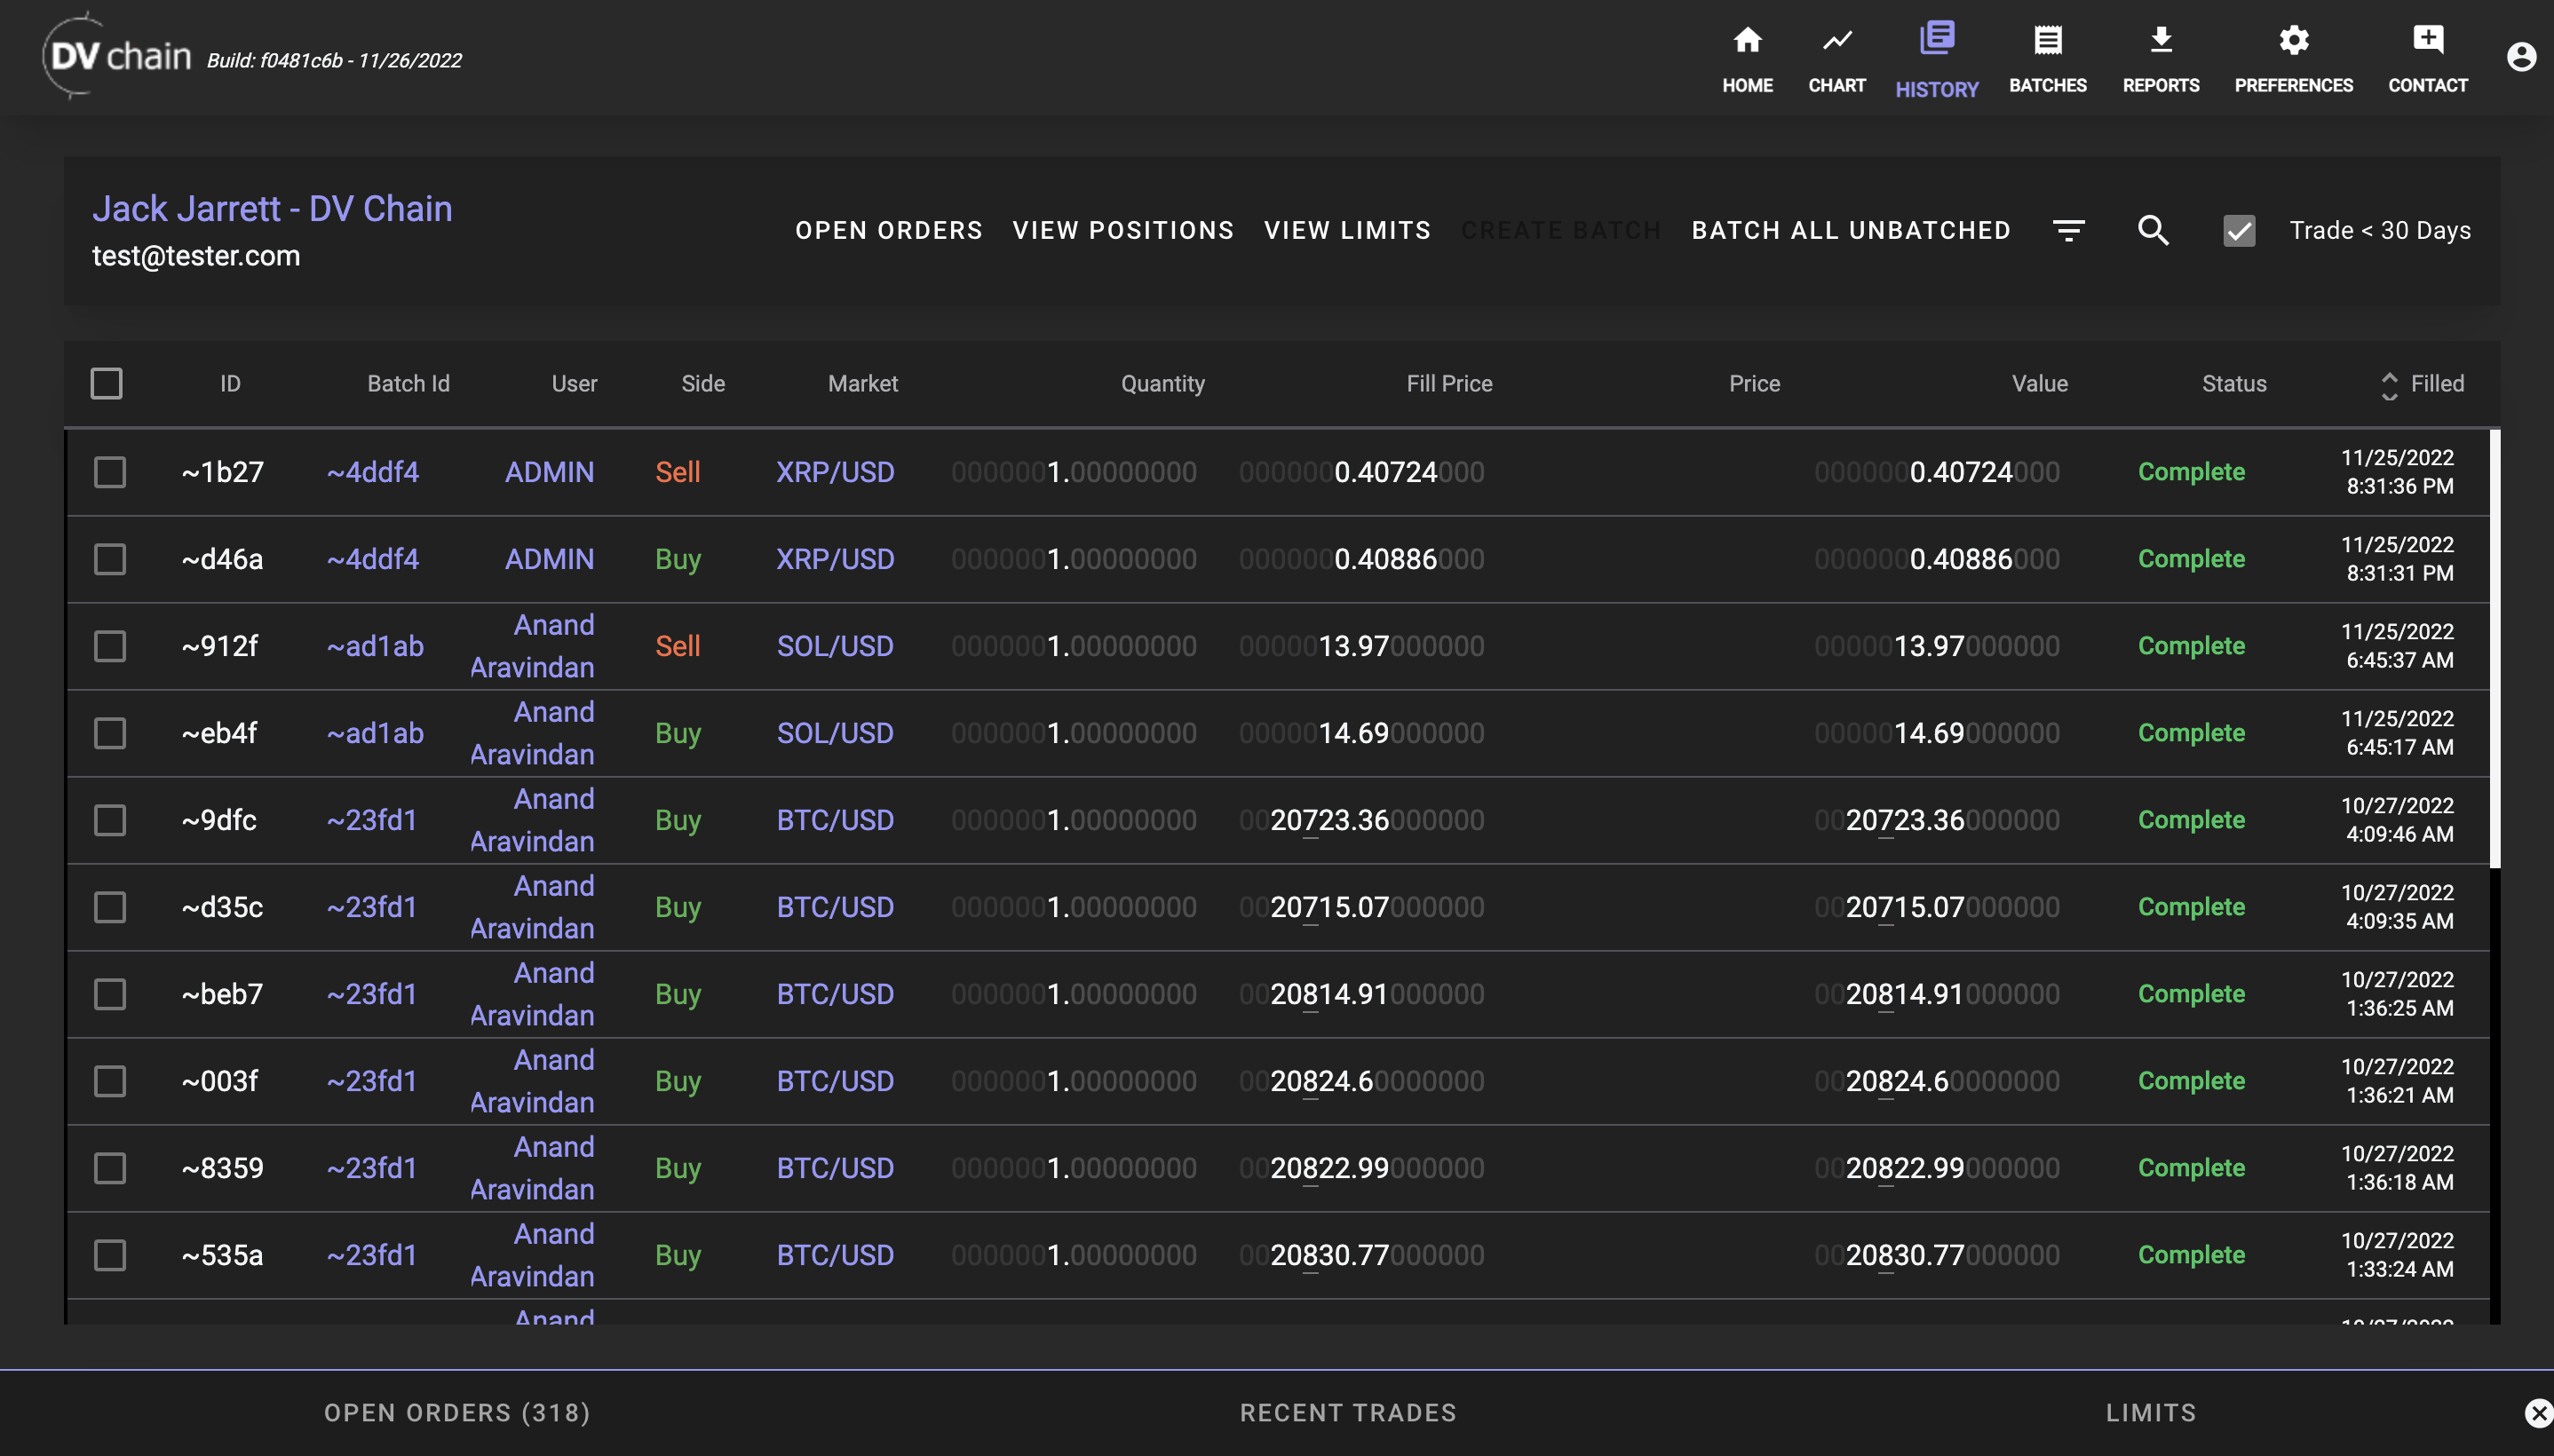 DV chain Build: f0481c6b - 11/26/2022
HOME CHART HISTORY BATCHES REPORTS PREFERENCES CONTACT
Jack Jarrett - DV Chain
test@tester.com
OPEN ORDERS VIEW POSITIONS VIEW LIMITS CREATE BATCH BATCH ALL UNBATCHED Trade < 30 Days
ID Batch Id User Side Market Quantity Fill Price Price Value Status Filled
~1b27 ~4ddf4 ADMIN Sell XRP/USD 0000001.00000000 0000000.40724000 0000000.40724000 Complete 11/25/2022
8:31:36 PM
~d46a ~4ddf4 ADMIN Buy XRP/USD 0000001.00000000 0000000.40886000 0000000.40886000 Complete 11/25/2022
8:31:31 PM
~912f ~ad1ab Anand Sell SOL/USD 0000001.00000000 0000013.97000000 0000013.97000000 Complete 11/25/2022
Aravindan 6:45:37 AM
~eb4f ~ad1ab Anand Buy SOL/USD 0000001.00000000 0000014.69000000 0000014.69000000 Complete 11/25/2022
Aravindan 6:45:17 AM
~9dfc ~23fd1 Anand Buy BTC/USD 0000001.00000000 0020723.36000000 0020723.36000000 Complete 10/27/2022
Aravindan 4:09:46 AM
~d35c ~23fd1 Anand Buy BTC/USD 0000001.00000000 0020715.07000000 0020715.07000000 Complete 10/27/2022
Aravindan 4:09:35 AM
~beb7 ~23fd1 Anand Buy BTC/USD 0000001.00000000 0020814.91000000 0020814.91000000 Complete 10/27/2022
Aravindan 1:36:25 AM
~003f ~23fd1 Anand Buy BTC/USD 0000001.00000000 0020824.60000000 0020824.60000000 Complete 10/27/2022
Aravindan 1:36:21 AM
~8359 ~23fd1 Anand Buy BTC/USD 0000001.00000000 0020822.99000000 0020822.99000000 Complete 10/27/2022
Aravindan 1:36:18 AM
~535a ~23fd1 Anand Buy BTC/USD 0000001.00000000 0020830.77000000 0020830.77000000 Complete 10/27/2022
Aravindan 1:33:24 AM
Anand 10/27/2022
OPEN ORDERS (318) RECENT TRADES LIMITS